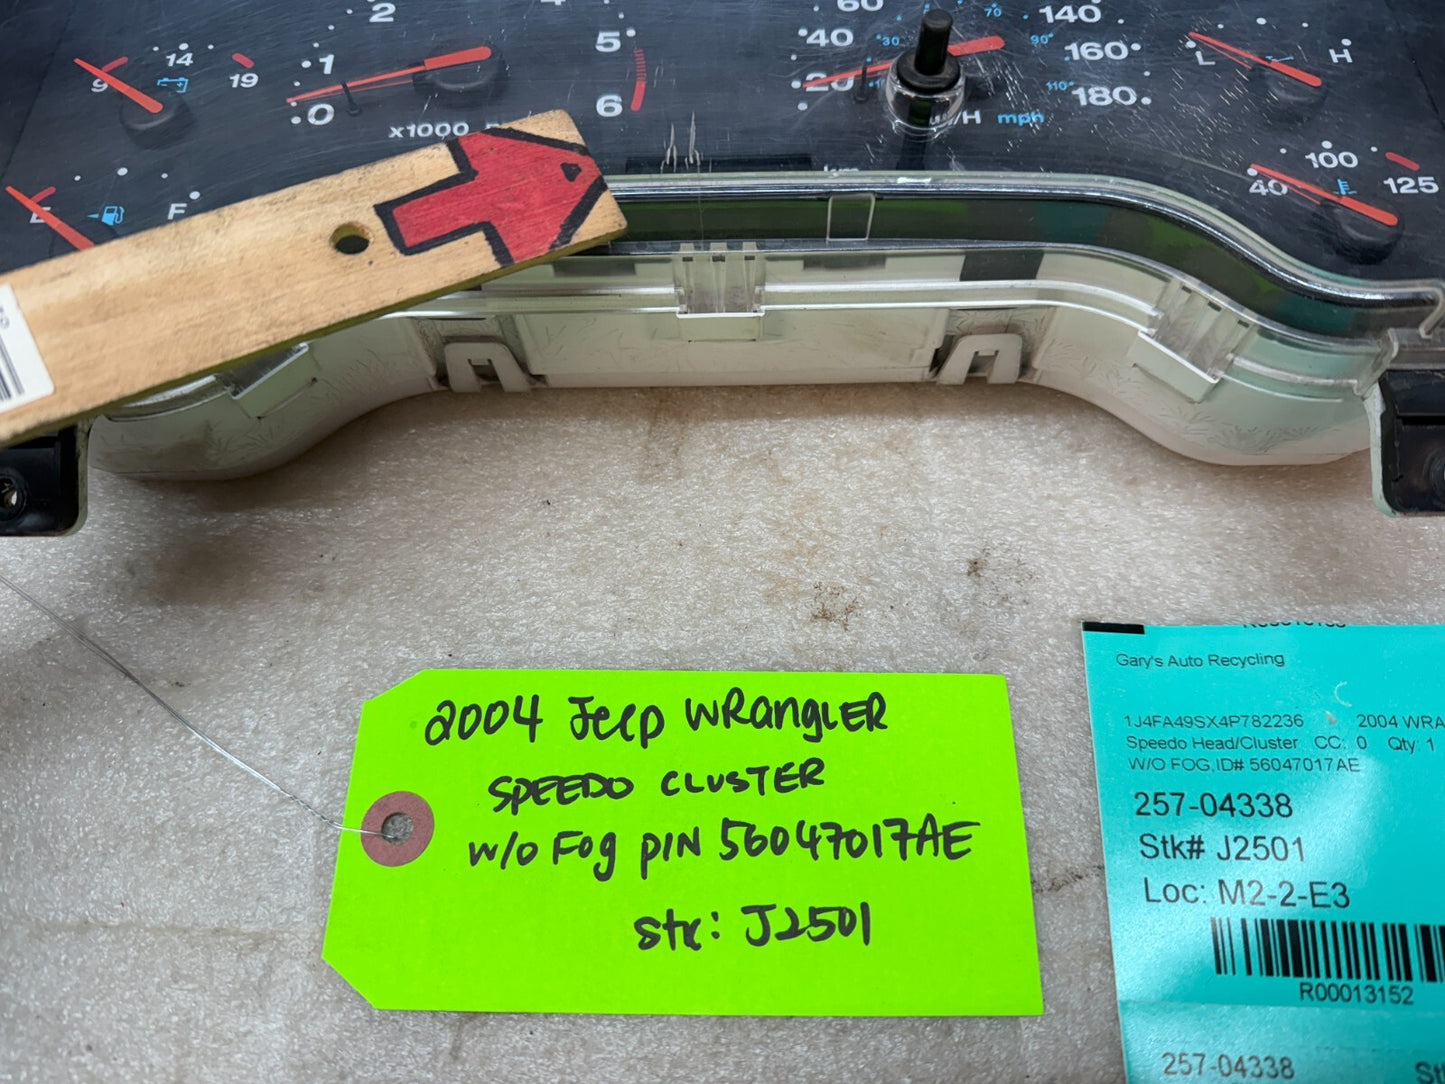 2
60
140
14
1
5
40
30
70
90
160
L
H
9
19
0
6
20
110
180
x1000
mph
100
40
125
E
F
2004 Jeep WRangLER
SPEEDO CLUSTER
w/o Fog P/N 56047017AE
stk: J2501
Gary's Auto Recycling
1J4FA49SX4P782236 2004 WRA
Speedo Head/Cluster CC: 0 Qty: 1
W/O FOG,ID# 56047017AE
257-04338
Stk# J2501
Loc: M2-2-E3
R00013152
257-04338